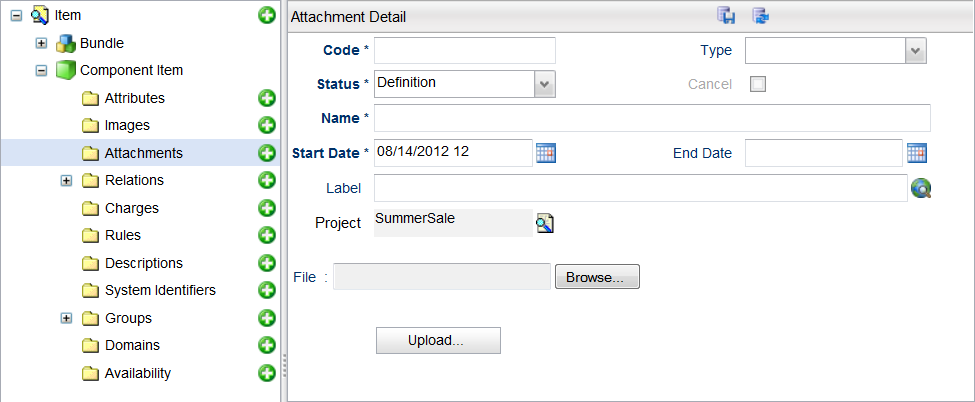 Item
Bundle
Component Item
Attributes
Images
Attachments
Relations
Charges
Rules
Descriptions
System Identifiers
Groups
Domains
Availability
Attachment Detail
Code *
Type
Status * Definition
Cancel
Name *
Start Date * 08/14/2012 12
End Date
Label
Project SummerSale
File : Browse...
Upload...